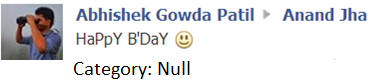 Abhishek Gowda Patil ▸ Anand Jha
HaPpY B'DaY 🙂
Category: Null